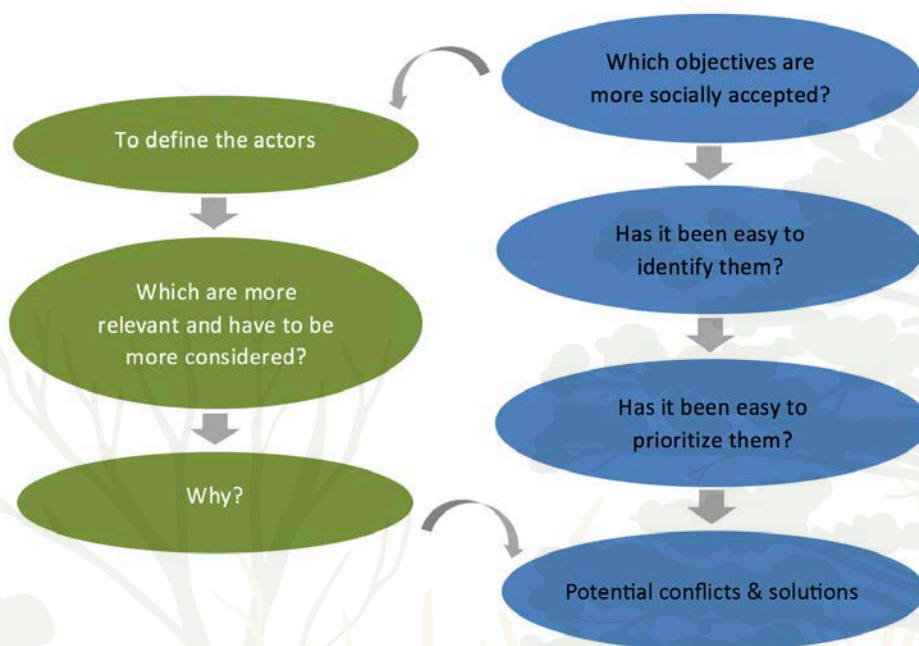 Which objectives are
more socially accepted?
To define the actors
Which are more
relevant and have to be
more considered?
Why?
Has it been easy to
identify them?
Has it been easy to
prioritize them?
Potential conflicts & solutions